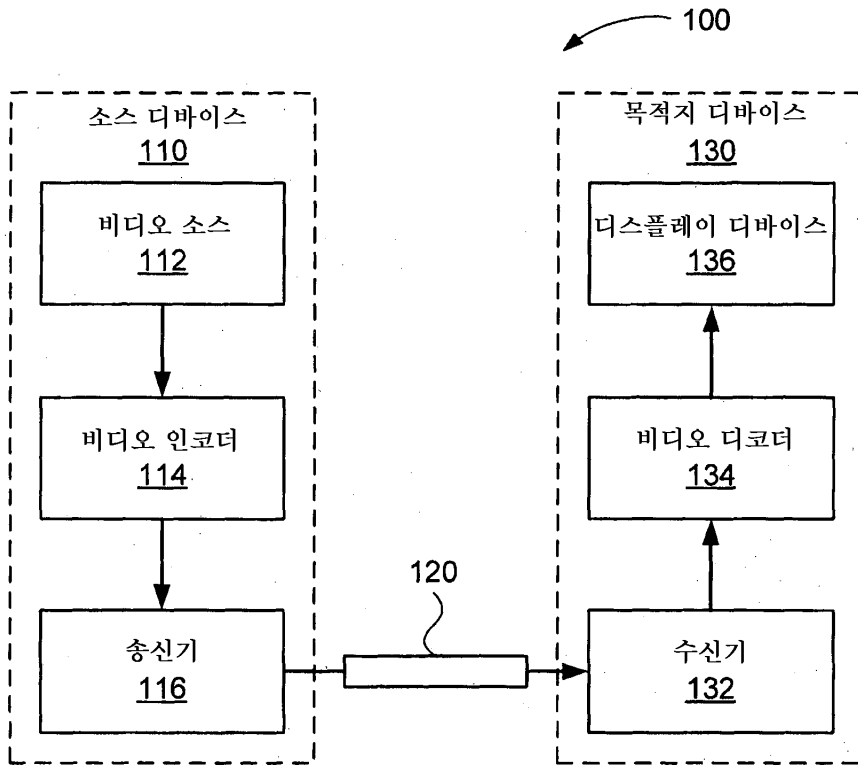 100
소스 디바이스
110
비디오 소스
112
비디오 인코더
114
송신기
116
120
목적지 디바이스
130
디스플레이 디바이스
136
비디오 디코더
134
수신기
132